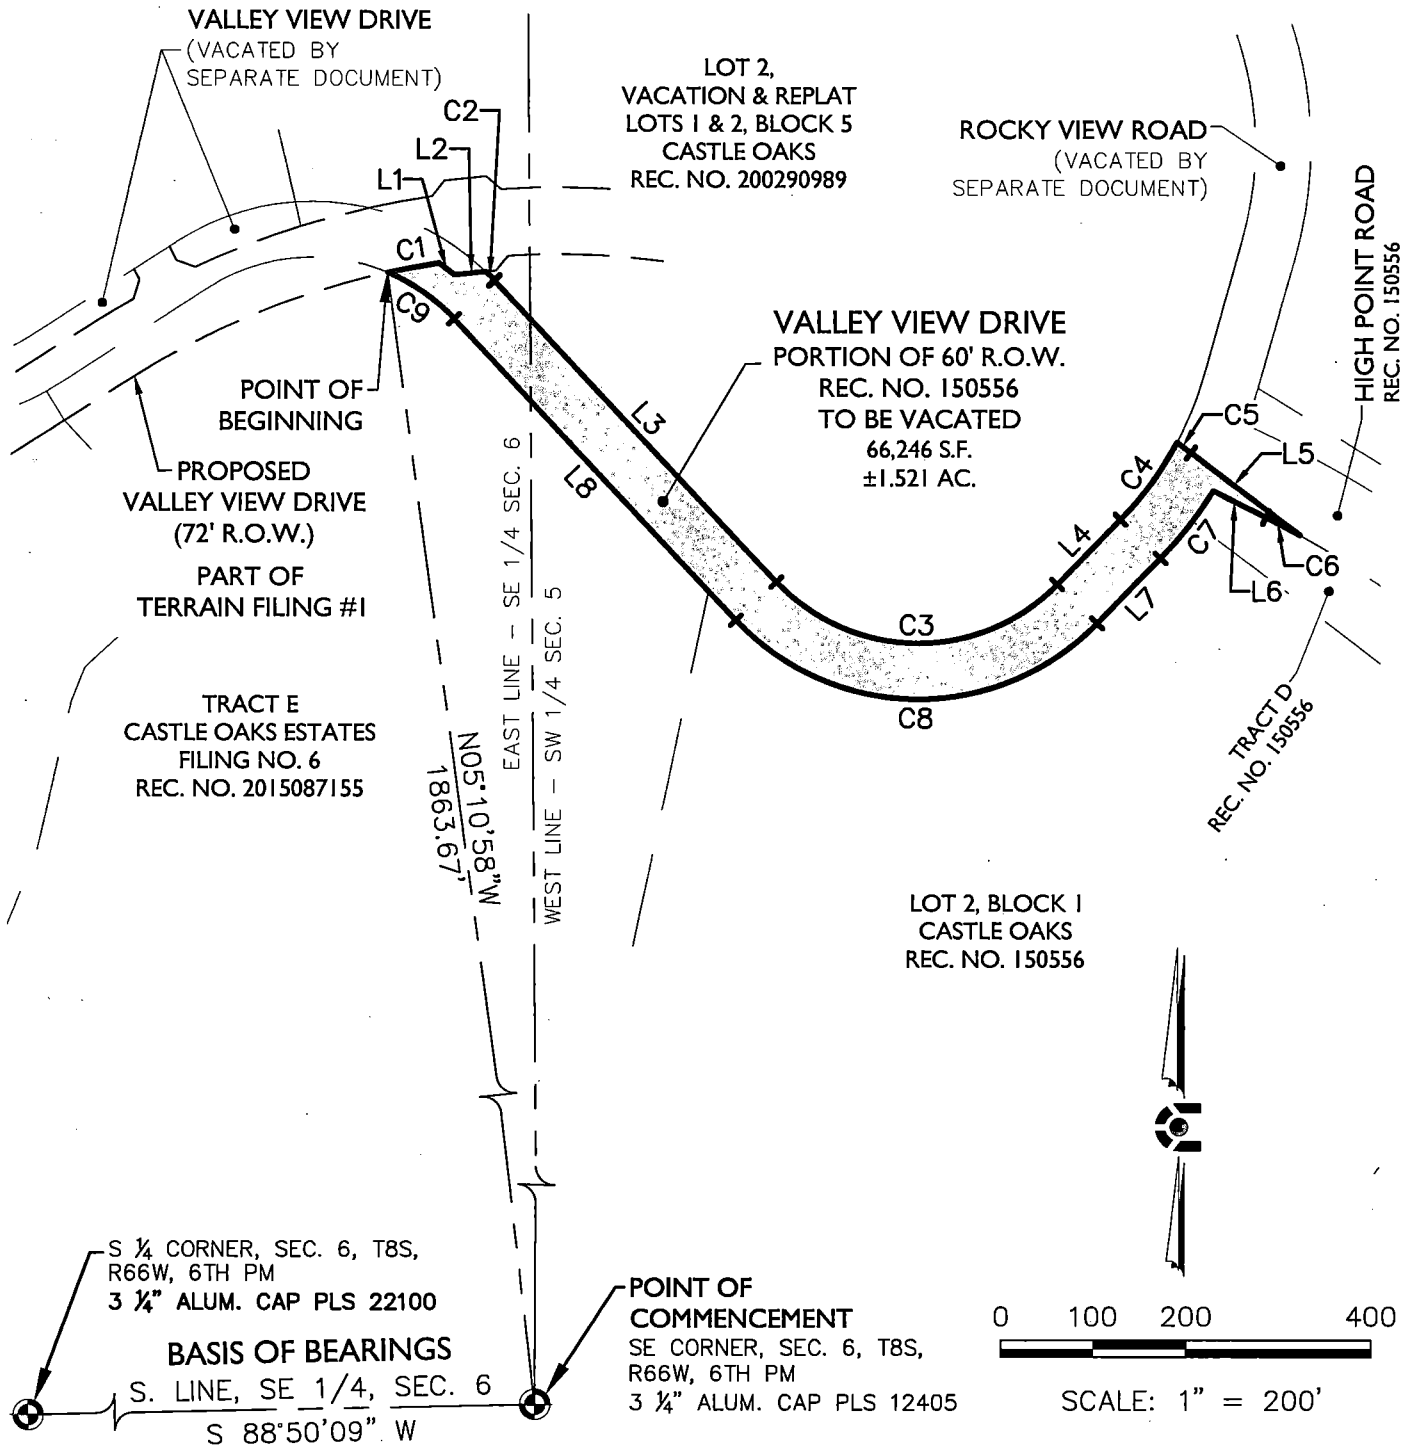 VALLEY VIEW DRIVE
(VACATED BY
SEPARATE DOCUMENT)
LOT 2,
VACATION & REPLAT
LOTS 1 & 2, BLOCK 5
CASTLE OAKS
REC. NO. 200290989
C2
L2
L1
ROCKY VIEW ROAD
(VACATED BY
SEPARATE DOCUMENT)
HIGH POINT ROAD
REC. NO. 150556
C1
C9
VALLEY VIEW DRIVE
PORTION OF 60' R.O.W.
REC. NO. 150556
TO BE VACATED
66,246 S.F.
±1.521 AC.
POINT OF
BEGINNING
L3
L8
C5
L5
C4
PROPOSED
VALLEY VIEW DRIVE
(72' R.O.W.)
PART OF
TERRAIN FILING #1
L4
C7
C6
L6
L7
C3
C8
EAST LINE - SE 1/4 SEC. 6
WEST LINE - SW 1/4 SEC. 5
TRACT E
CASTLE OAKS ESTATES
FILING NO. 6
REC. NO. 2015087155
N05°10'58"W
1863.67'
TRACT D
REC. NO. 150556
LOT 2, BLOCK 1
CASTLE OAKS
REC. NO. 150556
S ¼ CORNER, SEC. 6, T8S,
R66W, 6TH PM
3 ¼" ALUM. CAP PLS 22100
BASIS OF BEARINGS
S. LINE, SE 1/4, SEC. 6
S 88°50'09" W
POINT OF
COMMENCEMENT
SE CORNER, SEC. 6, T8S,
R66W, 6TH PM
3 ¼" ALUM. CAP PLS 12405
0 100 200 400
SCALE: 1" = 200'